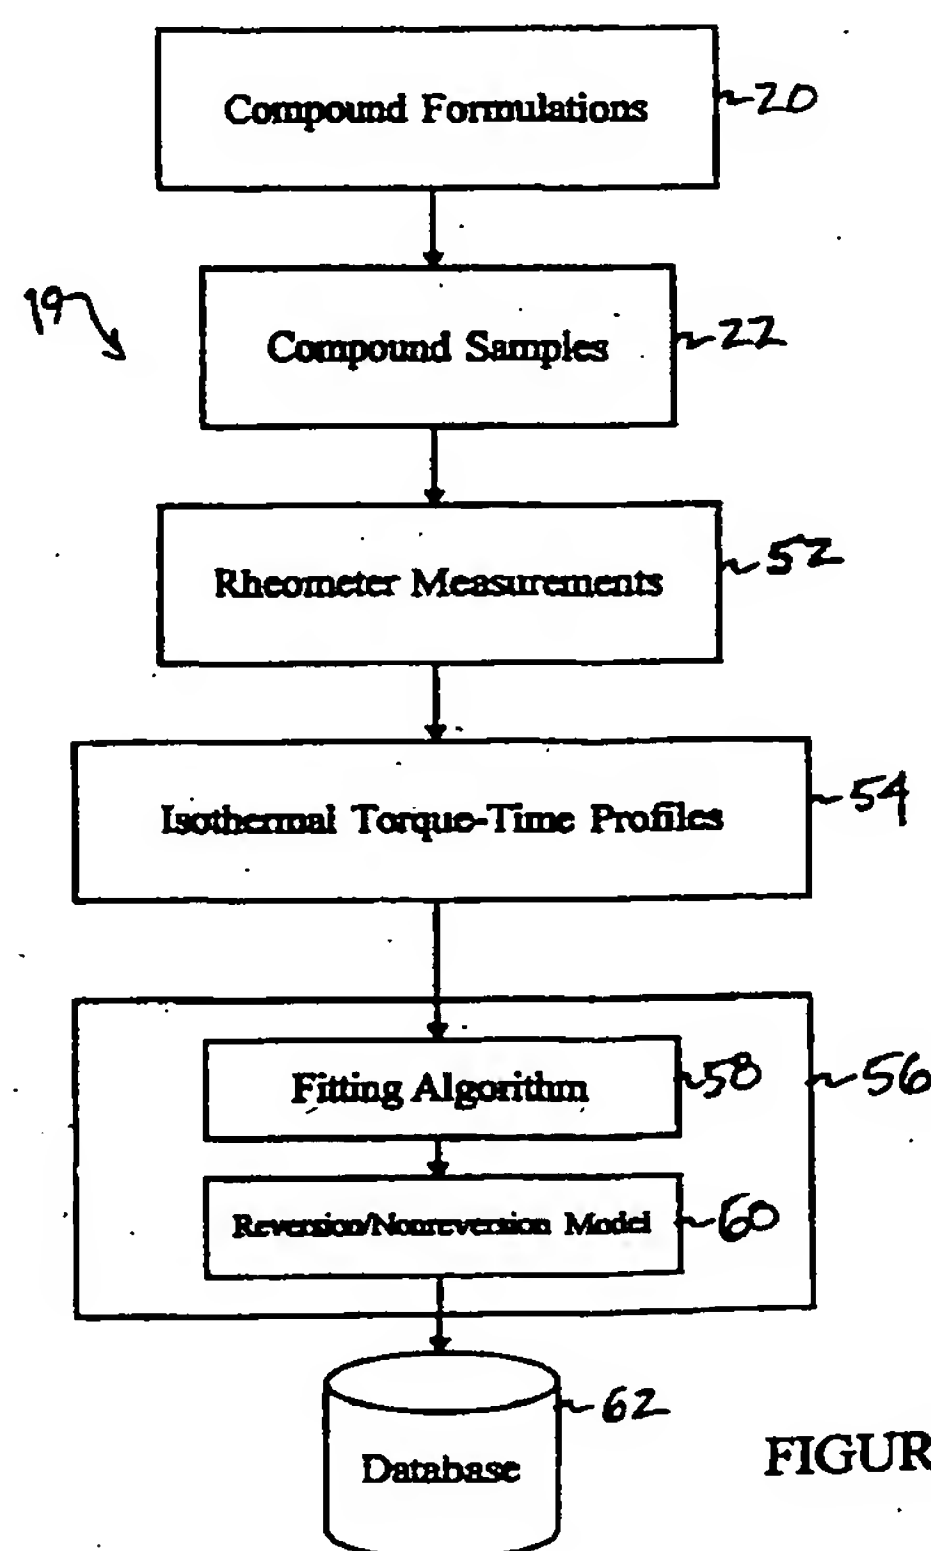 Compound Formulations
20
19
Compound Samples
22
Rheometer Measurements
52
Isothermal Torque-Time Profiles
54
Fitting Algorithm
58
56
Reversion/Nonreversion Model
60
62
Database
FIGUR